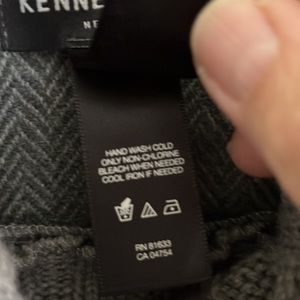 KENNE
NE
HAND WASH COLD
ONLY NON-CHLORINE
BLEACH WHEN NEEDED
COOL IRON IF NEEDED
RN 81633
CA 04754